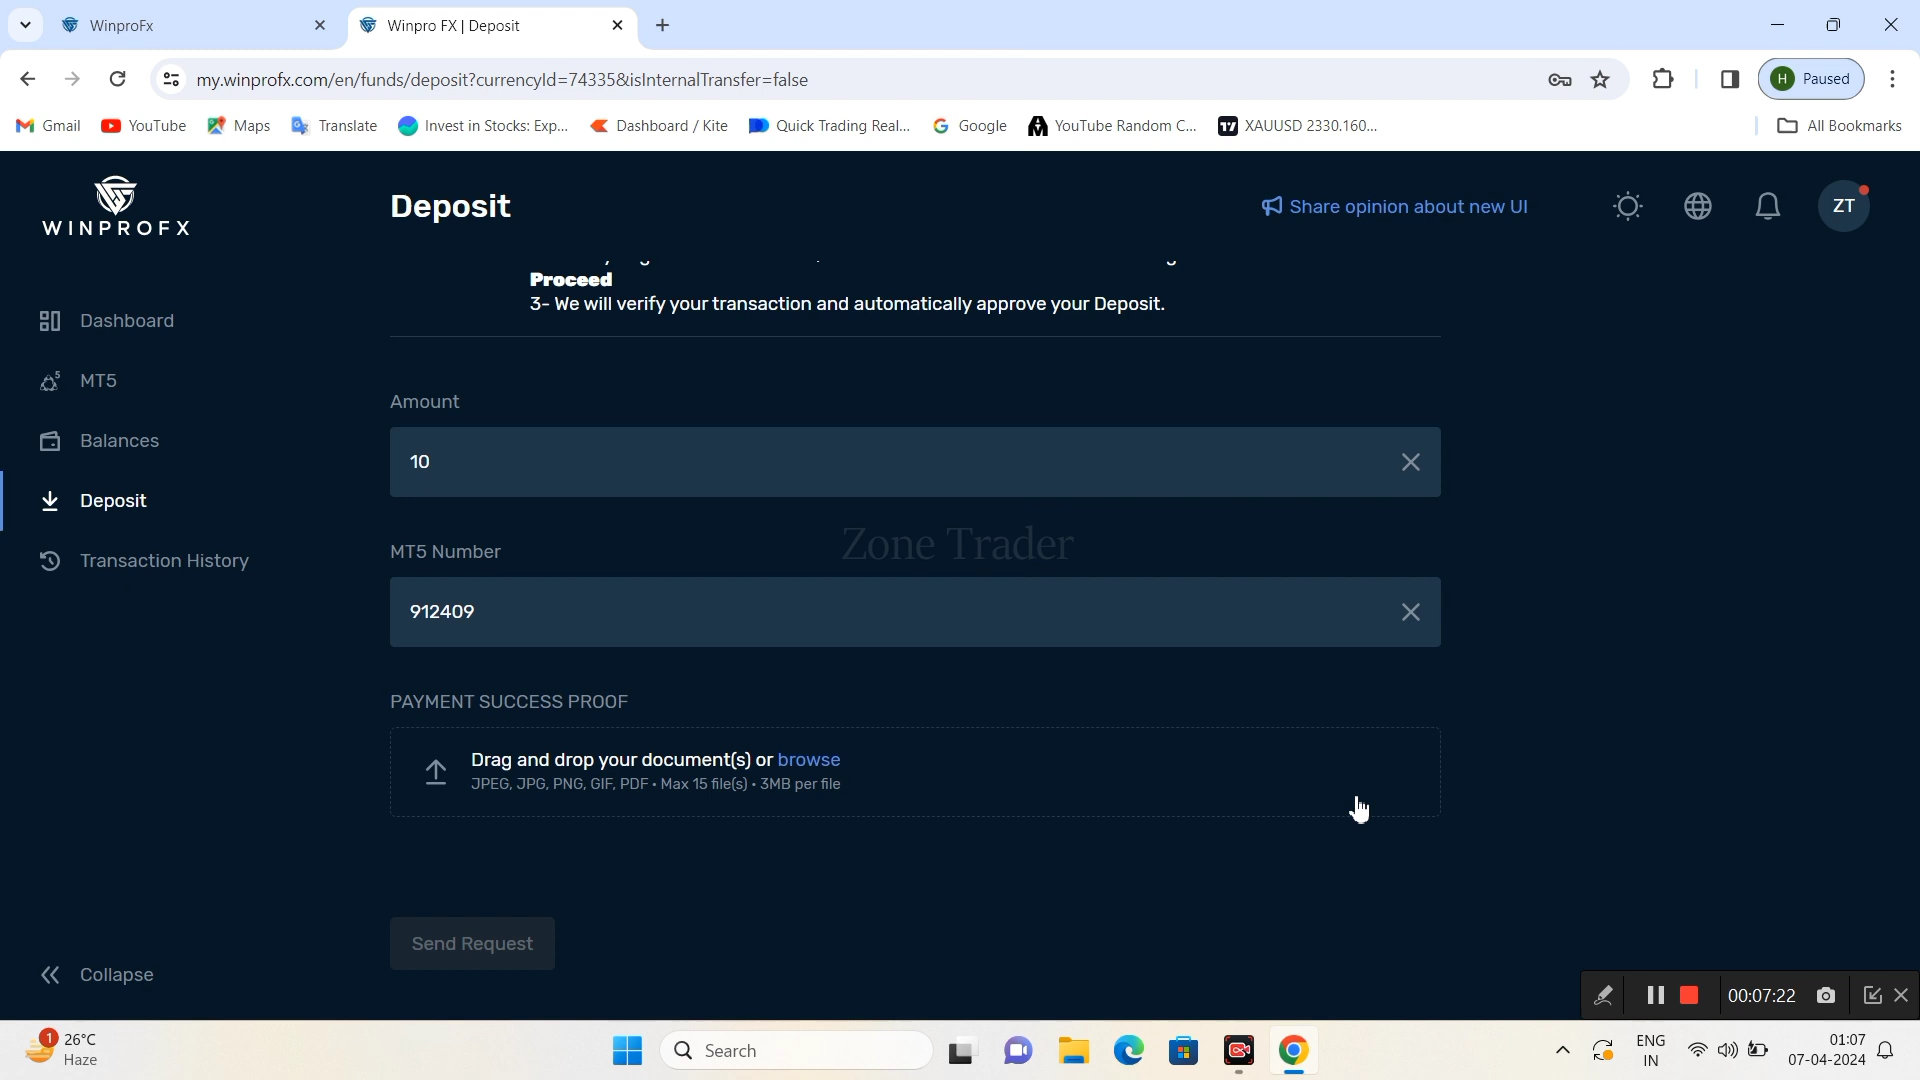 WinproFx
Winpro FX | Deposit
my.winprofx.com/en/funds/deposit?currencyId=74335&isInternalTransfer=false
H
Paused
Gmail
YouTube
Maps
Translate
Invest in Stocks: Exp...
Dashboard / Kite
Quick Trading Real...
Google
YouTube Random C...
XAUUSD 2330.160...
All Bookmarks
WINPROFX
Deposit
Share opinion about new UI
ZT
Proceed
3- We will verify your transaction and automatically approve your Deposit.
Dashboard
MT5
Balances
Deposit
Transaction History
Collapse
Amount
10
Zone Trader
MT5 Number
912409
PAYMENT SUCCESS PROOF
Drag and drop your document(s) or browse
JPEG, JPG, PNG, GIF, PDF • Max 15 file(s) • 3MB per file
Send Request
00:07:22
1
26°C
Haze
Search
ENG
IN
01:07
07-04-2024